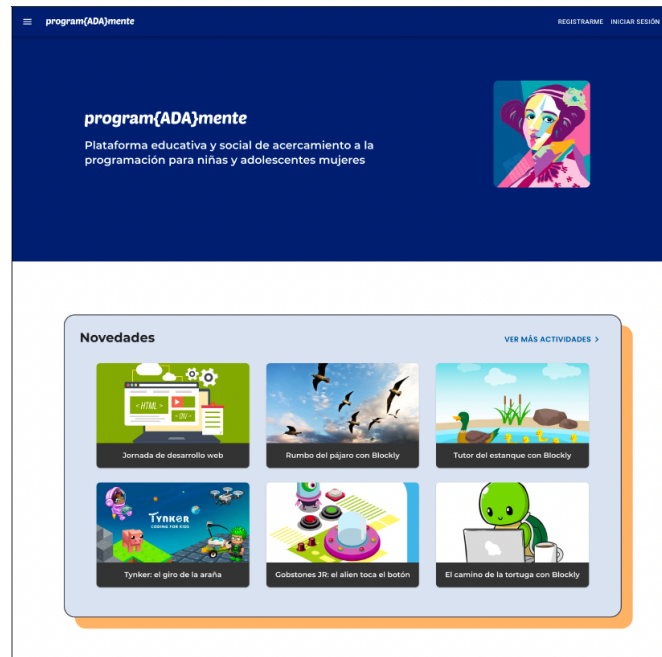 program{ADA}mente
REGISTRARME INICIAR SESIÓN
program{ADA}mente
Plataforma educativa y social de acercamiento a la
programación para niñas y adolescentes mujeres
Novedades
VER MÁS ACTIVIDADES >
< HTML >
< DIV >
Jornada de desarrollo web
Rumbo del pájaro con Blockly
Tutor del estanque con Blockly
TYNKER
CODING FOR KIDS
Tynker: el giro de la araña
Gobstones JR: el alien toca el botón
El camino de la tortuga con Blockly